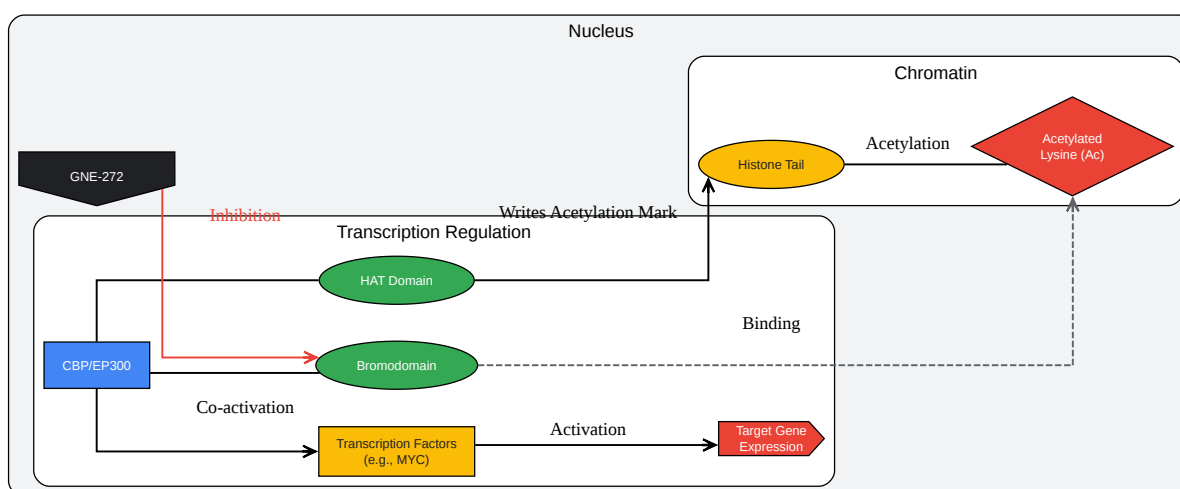 Nucleus
Chromatin
Acetylation
Acetylated
Lysine (Ac)
Histone Tail
GNE-272
Inhibition
Writes Acetylation Mark
Transcription Regulation
HAT Domain
Binding
CBP/EP300
Bromodomain
Co-activation
Activation
Target Gene
Expression
Transcription Factors
(e.g., MYC)